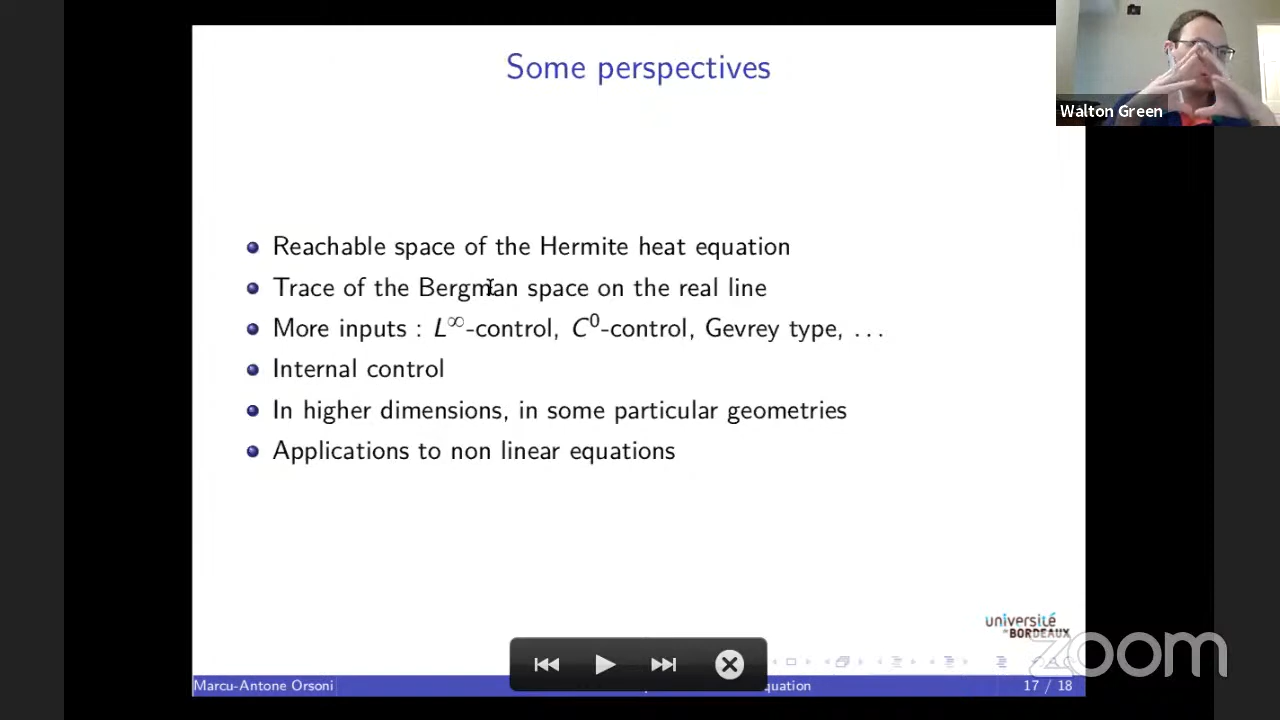 Some perspectives
Walton Green
Reachable space of the Hermite heat equation
Trace of the Bergman space on the real line
More inputs : L∞-control, C⁰-control, Gevrey type, ...
Internal control
In higher dimensions, in some particular geometries
Applications to non linear equations
université
de BORDEAUX
zoom
Marcu-Antone Orsoni
equation
17 / 18